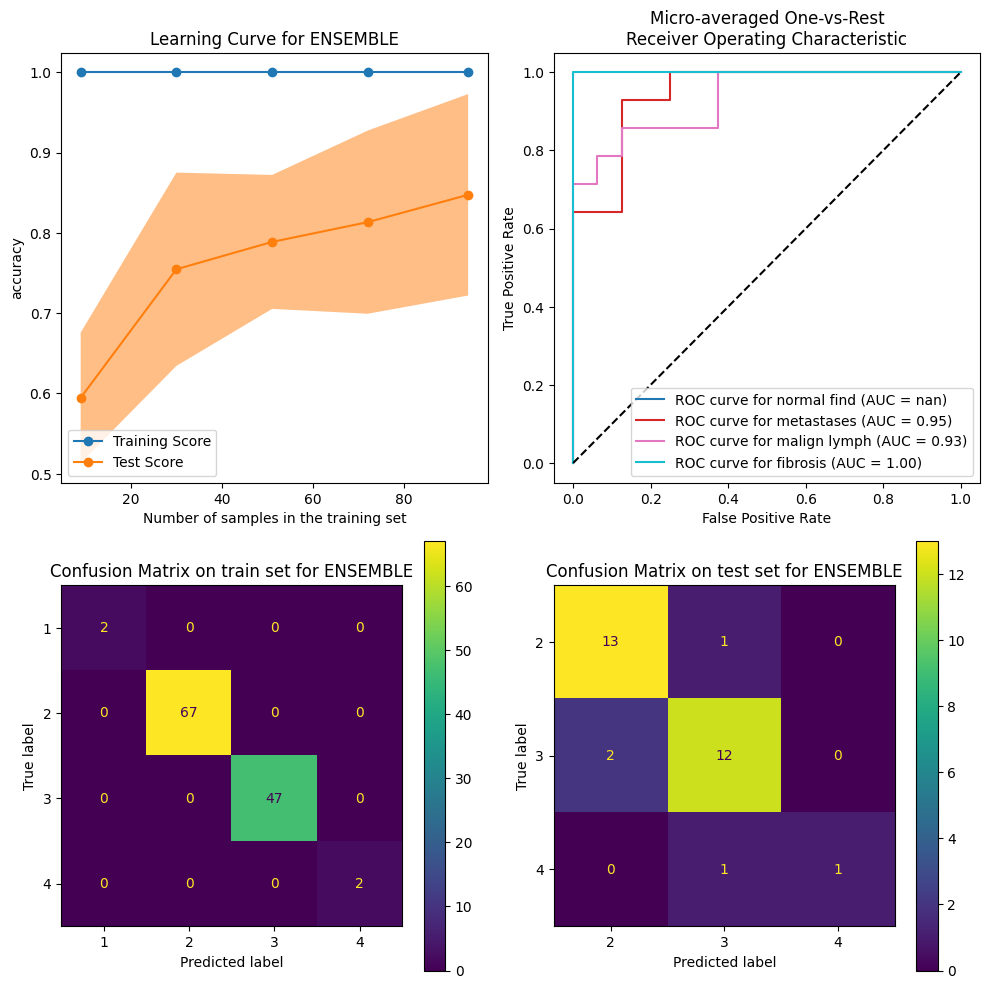 Learning Curve for ENSEMBLE
1.0
0.9
0.8
0.7
0.6
0.5
accuracy
Training Score
Test Score
20
40
60
80
Number of samples in the training set
Micro-averaged One-vs-Rest
Receiver Operating Characteristic
1.0
0.8
0.6
0.4
0.2
0.0
True Positive Rate
ROC curve for normal find (AUC = nan)
ROC curve for metastases (AUC = 0.95)
ROC curve for malign lymph (AUC = 0.93)
ROC curve for fibrosis (AUC = 1.00)
0.0
0.2
0.4
0.6
0.8
1.0
False Positive Rate
Confusion Matrix on train set for ENSEMBLE
True label
1
2
3
4
2 0 0 0
0 67 0 0
0 0 47 0
0 0 0 2
1
2
3
4
Predicted label
60
50
40
30
20
10
0
Confusion Matrix on test set for ENSEMBLE
True label
2
3
4
13 1 0
2 12 0
0 1 1
2
3
4
Predicted label
12
10
8
6
4
2
0